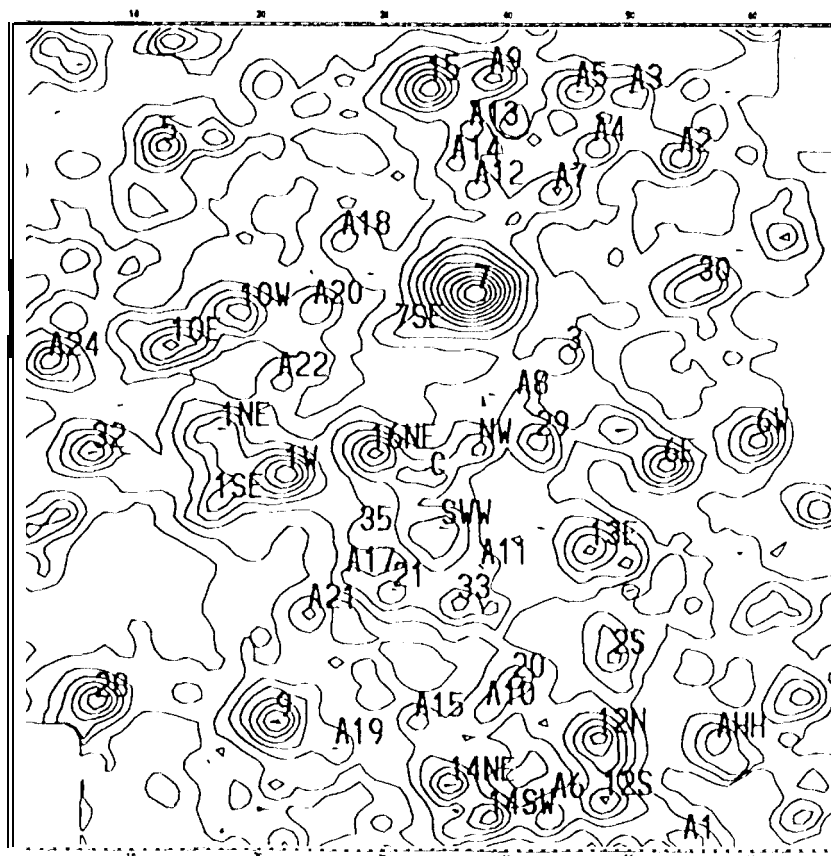 10 20 30 40 50 60
15 A9 A5 A3
A13
5 A14 A4 A2
A12 A7
A18
7 30
10W A20
7SE
10E 3
A24 A22
A8
1NE
32 16NE NW 29 6W
1W C 6E
1SE
35 SWW
13E
A17 A11
21
A21 33
2S
20
28 A10
9 A15
A19 12N AHH
14NE
A6 12S
14SW
A1